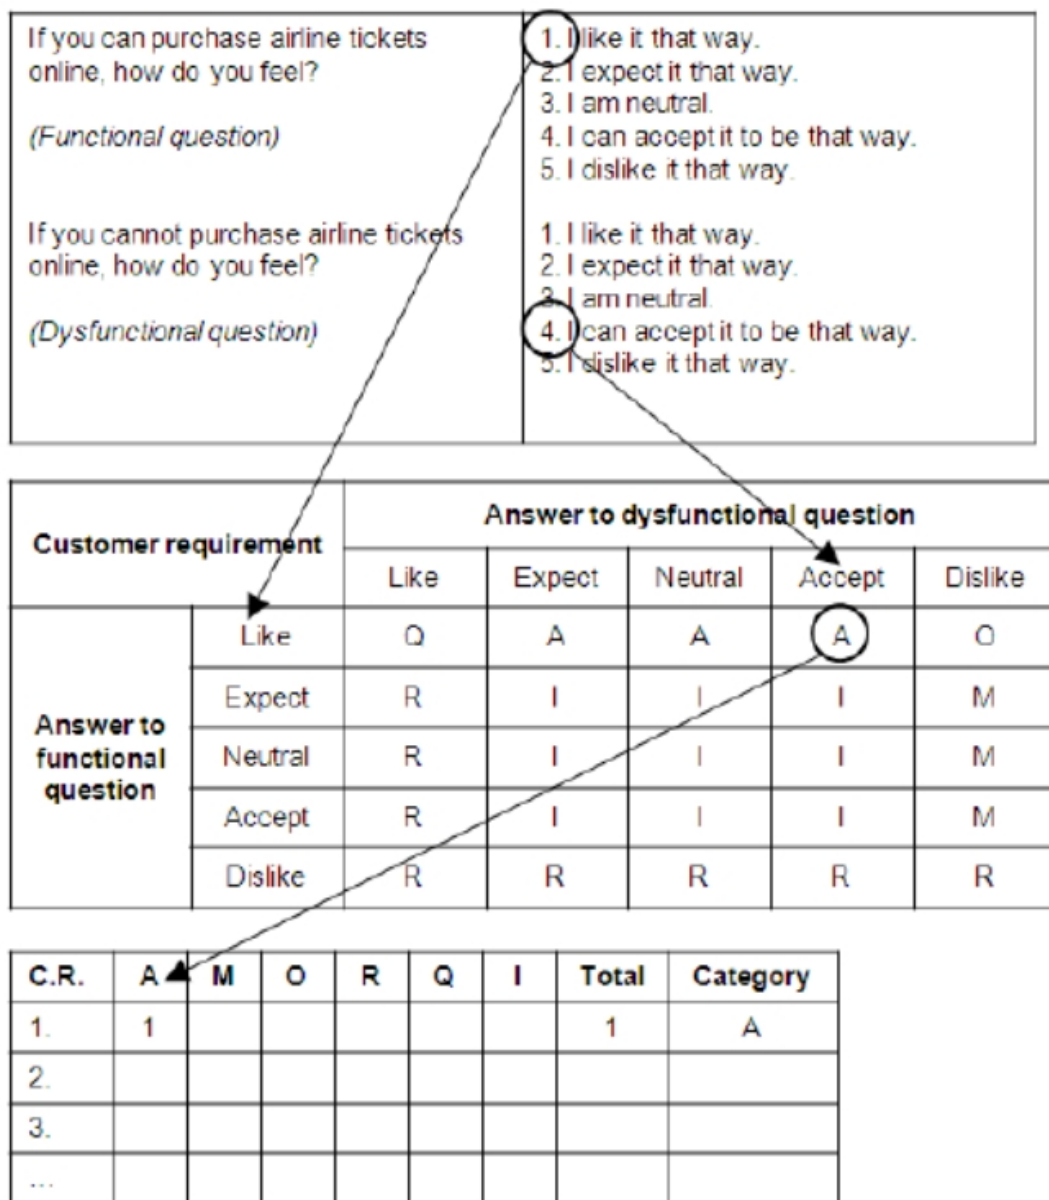 If you can purchase airline tickets
online, how do you feel?
(Functional question)
1. I like it that way.
2. I expect it that way.
3. I am neutral.
4. I can accept it to be that way.
5. I dislike it that way.
If you cannot purchase airline tickets
online, how do you feel?
(Dysfunctional question)
1. I like it that way.
2. I expect it that way.
3. I am neutral.
4. I can accept it to be that way.
5. I dislike it that way.
Customer requirement
Answer to dysfunctional question
Like Expect Neutral Accept Dislike
Answer to
functional
question
Like Q A A A O
Expect R I I I M
Neutral R I I I M
Accept R I I I M
Dislike R R R R R
C.R. A M O R Q I Total Category
1. 1 1 A
2.
3.
...